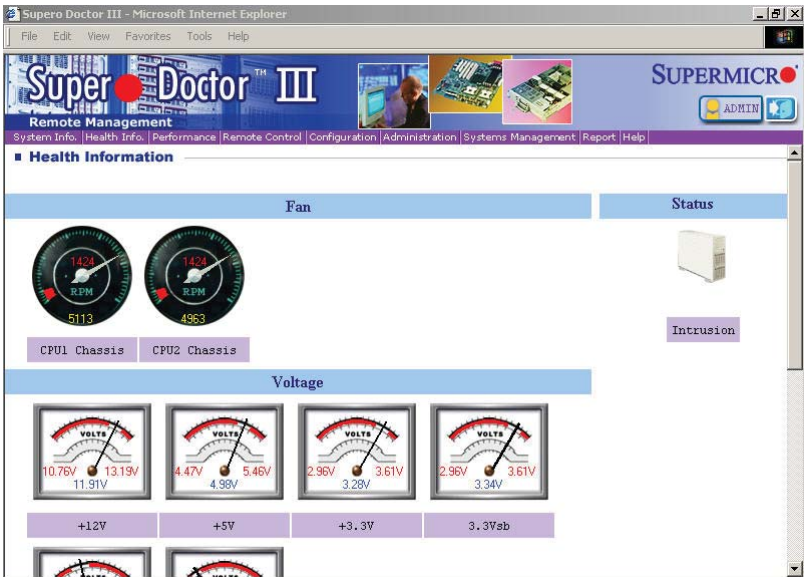 Supero Doctor III - Microsoft Internet Explorer
File Edit View Favorites Tools Help
Super Doctor™ III
SUPERMICR
Remote Management
ADMIN
System Info. Health Info. Performance Remote Control Configuration Administration Systems Management Report Help
Health Information
Fan
Status
1424
RPM
5113
1424
RPM
4963
CPU1 Chassis
CPU2 Chassis
Intrusion
Voltage
VOLTS
10.76V 13.19V
11.91V
VOLTS
4.47V 5.46V
4.98V
VOLTS
2.96V 3.61V
3.28V
VOLTS
2.96V 3.61V
3.34V
+12V
+5V
+3.3V
3.3Vsb
VOLTS
VOLTS